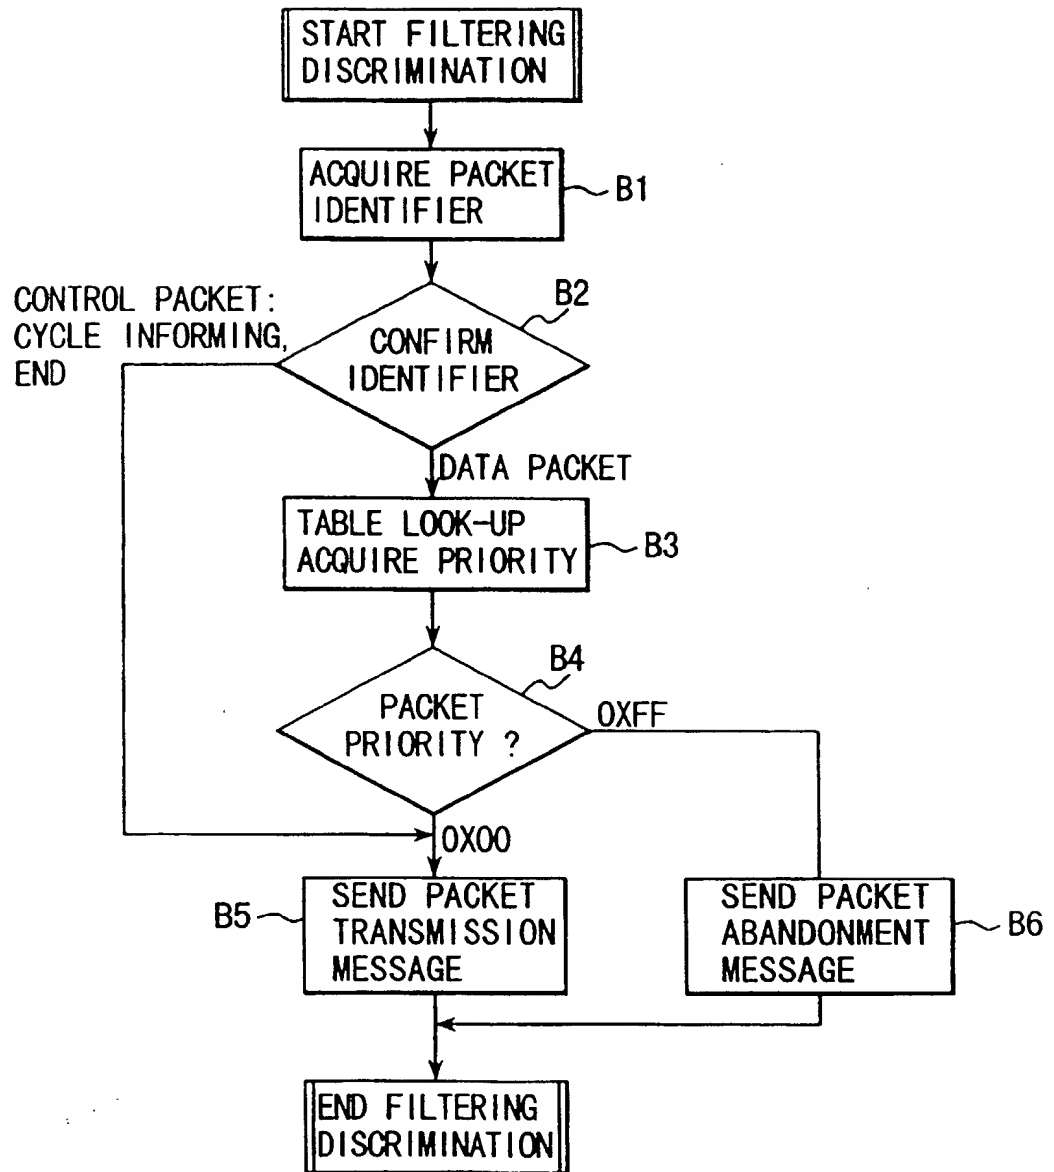 START FILTERING
DISCRIMINATION
ACQUIRE PACKET
IDENTIFIER
B1
CONTROL PACKET:
CYCLE INFORMING,
END
B2
CONFIRM
IDENTIFIER
DATA PACKET
TABLE LOOK-UP
ACQUIRE PRIORITY
B3
B4
PACKET
PRIORITY ?
0XFF
0X00
B5
SEND PACKET
TRANSMISSION
MESSAGE
SEND PACKET
ABANDONMENT
MESSAGE
B6
END FILTERING
DISCRIMINATION